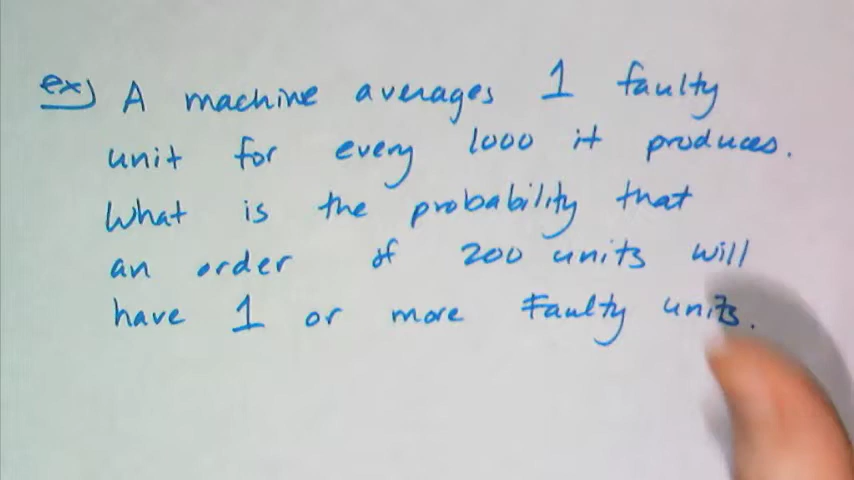 ex) A machine averages 1 faulty
unit for every 1000 it produces.
What is the probability that
an order of 200 units will
have 1 or more Faulty units.